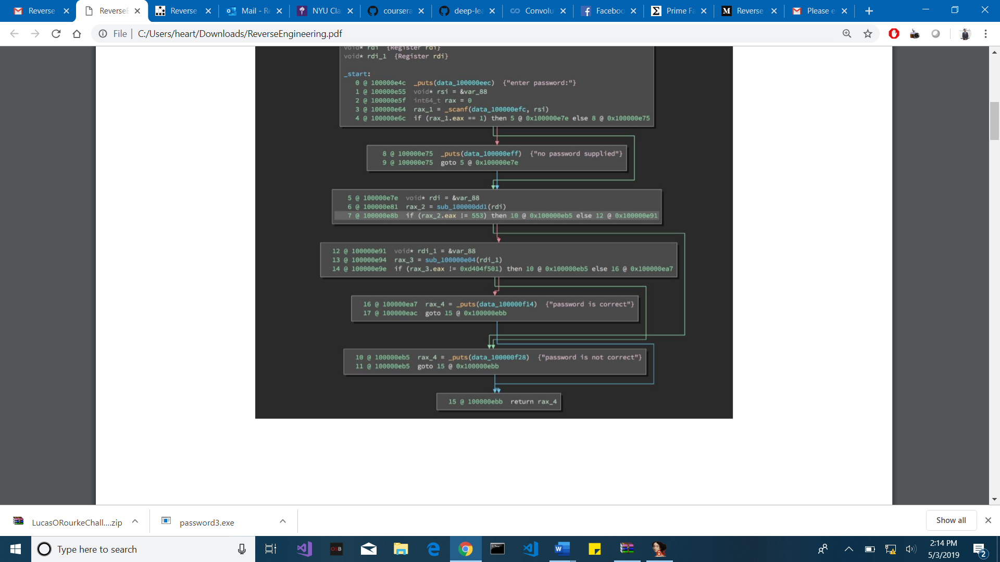 Reverse
ReverseE
Reverse
Mail - Re
NYU Cla
coursera
deep-lea
Convolu
Faceboo
Prime Fa
Reverse
Please e
File | C:/Users/heart/Downloads/ReverseEngineering.pdf
void* rdi {Register rdi}
void* rdi_1 {Register rdi}
_start:
0 @ 100000e4c _puts(data_100000eec) {"enter password:"}
1 @ 100000e55 void* rsi = &var_88
2 @ 100000e5f int64_t rax = 0
3 @ 100000e64 rax_1 = _scanf(data_100000efc, rsi)
4 @ 100000e6c if (rax_1.eax == 1) then 5 @ 0x100000e7e else 8 @ 0x100000e75
8 @ 100000e75 _puts(data_100000eff) {"no password supplied"}
9 @ 100000e75 goto 5 @ 0x100000e7e
5 @ 100000e7e void* rdi = &var_88
6 @ 100000e81 rax_2 = sub_100000dd1(rdi)
7 @ 100000e8b if (rax_2.eax != 553) then 10 @ 0x100000eb5 else 12 @ 0x100000e91
12 @ 100000e91 void* rdi_1 = &var_88
13 @ 100000e94 rax_3 = sub_100000e04(rdi_1)
14 @ 100000e9e if (rax_3.eax != 0xd404f501) then 10 @ 0x100000eb5 else 16 @ 0x100000ea7
16 @ 100000ea7 rax_4 = _puts(data_100000f14) {"password is correct"}
17 @ 100000eac goto 15 @ 0x100000ebb
10 @ 100000eb5 rax_4 = _puts(data_100000f28) {"password is not correct"}
11 @ 100000eb5 goto 15 @ 0x100000ebb
15 @ 100000ebb return rax_4
LucasORourkeChall....zip
password3.exe
Show all
Type here to search
2:14 PM
5/3/2019
2